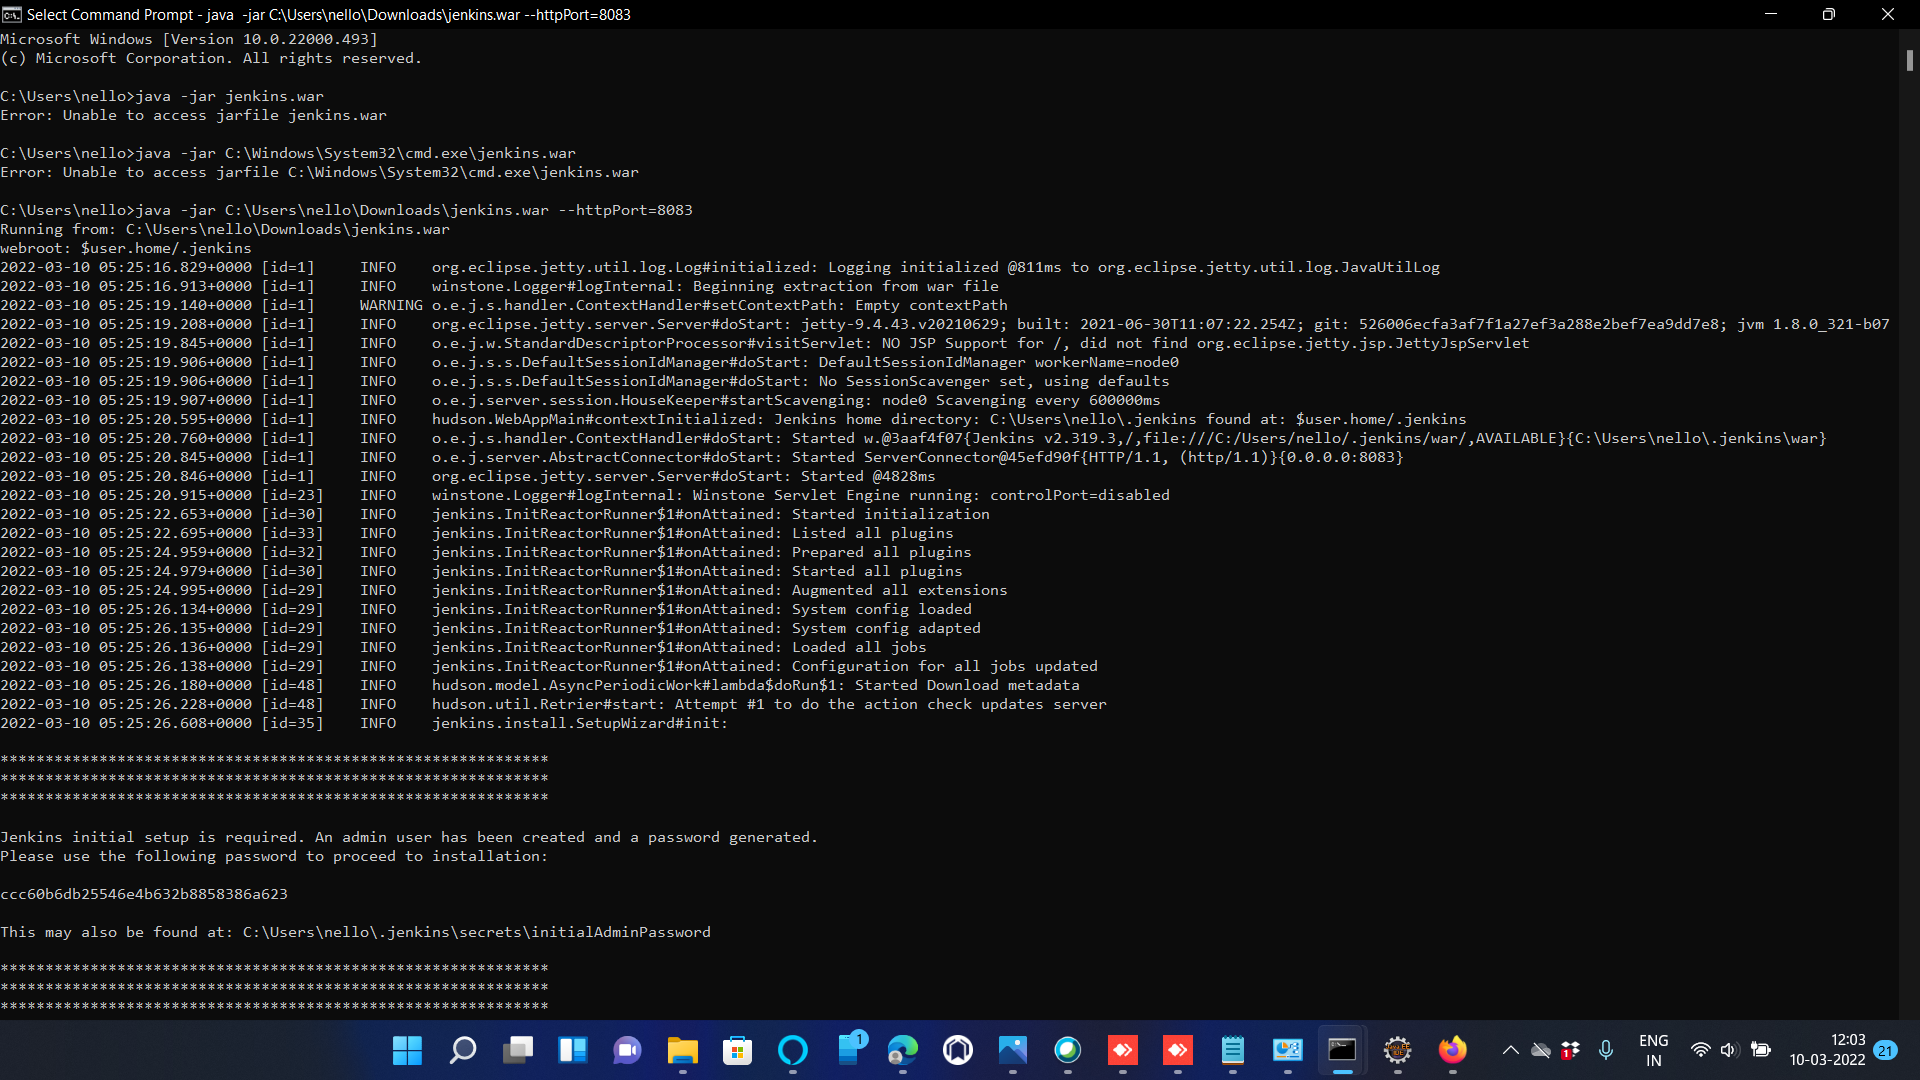 Select Command Prompt - java  -jar C:\Users\nello\Downloads\jenkins.war --httpPort=8083
Microsoft Windows [Version 10.0.22000.493]
(c) Microsoft Corporation. All rights reserved.
C:\Users\nello>java -jar jenkins.war
Error: Unable to access jarfile jenkins.war
C:\Users\nello>java -jar C:\Windows\System32\cmd.exe\jenkins.war
Error: Unable to access jarfile C:\Windows\System32\cmd.exe\jenkins.war
C:\Users\nello>java -jar C:\Users\nello\Downloads\jenkins.war --httpPort=8083
Running from: C:\Users\nello\Downloads\jenkins.war
webroot: $user.home/.jenkins
2022-03-10 05:25:16.829+0000 [id=1]     INFO    org.eclipse.jetty.util.log.Log#initialized: Logging initialized @811ms to org.eclipse.jetty.util.log.JavaUtilLog
2022-03-10 05:25:16.913+0000 [id=1]     INFO    winstone.Logger#logInternal: Beginning extraction from war file
2022-03-10 05:25:19.140+0000 [id=1]     WARNING o.e.j.s.handler.ContextHandler#setContextPath: Empty contextPath
2022-03-10 05:25:19.208+0000 [id=1]     INFO    org.eclipse.jetty.server.Server#doStart: jetty-9.4.43.v20210629; built: 2021-06-30T11:07:22.254Z; git: 526006ecfa3af7f1a27ef3a288e2bef7ea9dd7e8; jvm 1.8.0_321-b07
2022-03-10 05:25:19.845+0000 [id=1]     INFO    o.e.j.w.StandardDescriptorProcessor#visitServlet: NO JSP Support for /, did not find org.eclipse.jetty.jsp.JettyJspServlet
2022-03-10 05:25:19.906+0000 [id=1]     INFO    o.e.j.s.s.DefaultSessionIdManager#doStart: DefaultSessionIdManager workerName=node0
2022-03-10 05:25:19.906+0000 [id=1]     INFO    o.e.j.s.s.DefaultSessionIdManager#doStart: No SessionScavenger set, using defaults
2022-03-10 05:25:19.907+0000 [id=1]     INFO    o.e.j.server.session.HouseKeeper#startScavenging: node0 Scavenging every 600000ms
2022-03-10 05:25:20.595+0000 [id=1]     INFO    hudson.WebAppMain#contextInitialized: Jenkins home directory: C:\Users\nello\.jenkins found at: $user.home/.jenkins
2022-03-10 05:25:20.760+0000 [id=1]     INFO    o.e.j.s.handler.ContextHandler#doStart: Started w.@3aaf4f07{Jenkins v2.319.3,/,file:///C:/Users/nello/.jenkins/war/,AVAILABLE}{C:\Users\nello\.jenkins\war}
2022-03-10 05:25:20.845+0000 [id=1]     INFO    o.e.j.server.AbstractConnector#doStart: Started ServerConnector@45efd90f{HTTP/1.1, (http/1.1)}{0.0.0.0:8083}
2022-03-10 05:25:20.846+0000 [id=1]     INFO    org.eclipse.jetty.server.Server#doStart: Started @4828ms
2022-03-10 05:25:20.915+0000 [id=23]    INFO    winstone.Logger#logInternal: Winstone Servlet Engine running: controlPort=disabled
2022-03-10 05:25:22.653+0000 [id=30]    INFO    jenkins.InitReactorRunner$1#onAttained: Started initialization
2022-03-10 05:25:22.695+0000 [id=33]    INFO    jenkins.InitReactorRunner$1#onAttained: Listed all plugins
2022-03-10 05:25:24.959+0000 [id=32]    INFO    jenkins.InitReactorRunner$1#onAttained: Prepared all plugins
2022-03-10 05:25:24.979+0000 [id=30]    INFO    jenkins.InitReactorRunner$1#onAttained: Started all plugins
2022-03-10 05:25:24.995+0000 [id=29]    INFO    jenkins.InitReactorRunner$1#onAttained: Augmented all extensions
2022-03-10 05:25:26.134+0000 [id=29]    INFO    jenkins.InitReactorRunner$1#onAttained: System config loaded
2022-03-10 05:25:26.135+0000 [id=29]    INFO    jenkins.InitReactorRunner$1#onAttained: System config adapted
2022-03-10 05:25:26.136+0000 [id=29]    INFO    jenkins.InitReactorRunner$1#onAttained: Loaded all jobs
2022-03-10 05:25:26.138+0000 [id=29]    INFO    jenkins.InitReactorRunner$1#onAttained: Configuration for all jobs updated
2022-03-10 05:25:26.180+0000 [id=48]    INFO    hudson.model.AsyncPeriodicWork#lambda$doRun$1: Started Download metadata
2022-03-10 05:25:26.228+0000 [id=48]    INFO    hudson.util.Retrier#start: Attempt #1 to do the action check updates server
2022-03-10 05:25:26.608+0000 [id=35]    INFO    jenkins.install.SetupWizard#init:
*************************************************************
*************************************************************
*************************************************************
Jenkins initial setup is required. An admin user has been created and a password generated.
Please use the following password to proceed to installation:
ccc60b6db25546e4b632b8858386a623
This may also be found at: C:\Users\nello\.jenkins\secrets\initialAdminPassword
*************************************************************
*************************************************************
*************************************************************
1
1
ENG
IN
12:03
10-03-2022
21